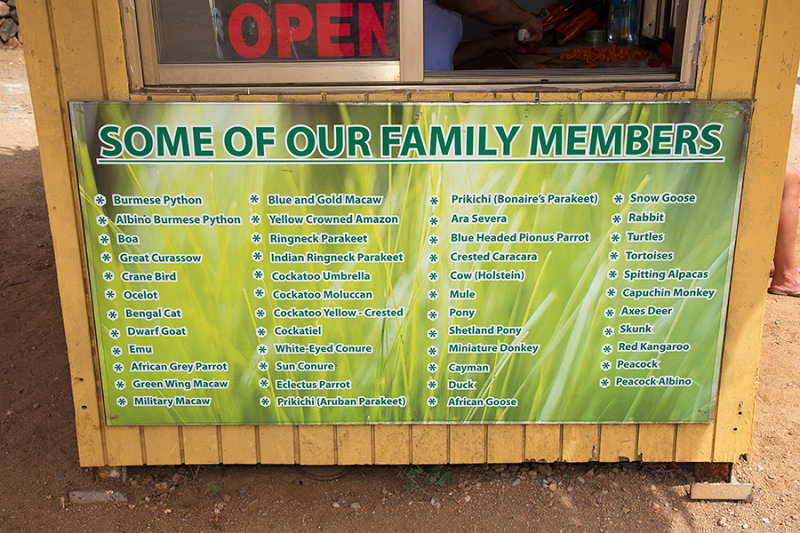 OPEN
SOME OF OUR FAMILY MEMBERS
Burmese Python
Albino Burmese Python
Boa
Great Curassow
Crane Bird
Ocelot
Bengal Cat
Dwarf Goat
Emu
African Grey Parrot
Green Wing Macaw
Military Macaw
Blue and Gold Macaw
Yellow Crowned Amazon
Ringneck Parakeet
Indian Ringneck Parakeet
Cockatoo Umbrella
Cockatoo Moluccan
Cockatoo Yellow - Crested
Cockatiel
White-Eyed Conure
Sun Conure
Eclectus Parrot
Prikichi (Aruban Parakeet)
Prikichi (Bonaire's Parakeet)
Ara Severa
Blue Headed Pionus Parrot
Crested Caracara
Cow (Holstein)
Mule
Pony
Shetland Pony
Miniature Donkey
Cayman
Duck
African Goose
Snow Goose
Rabbit
Turtles
Tortoises
Spitting Alpacas
Capuchin Monkey
Axes Deer
Skunk
Red Kangaroo
Peacock
Peacock Albino